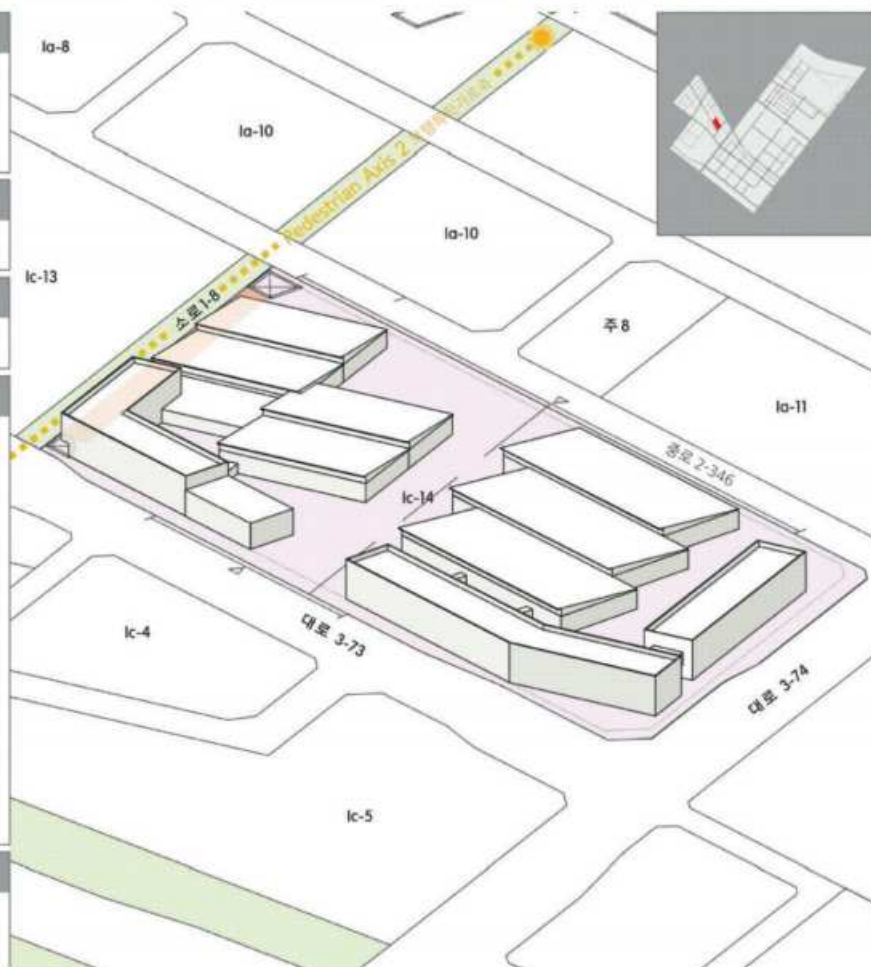 Ia-8
Ia-10
Pedestrian Axis 2
Ia-10
Ic-13
소로1-8
주 8
Ia-11
중로 2-346
Ic-14
Ic-4
대로 3-73
대로 3-74
Ic-5